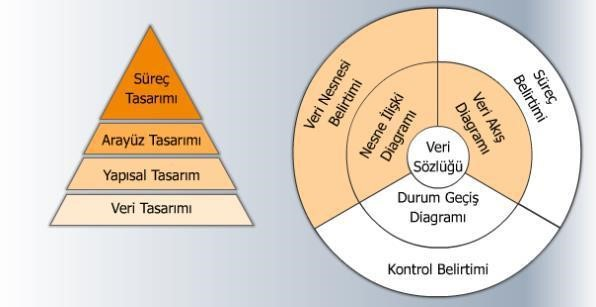 Süreç
Tasarımı
Arayüz Tasarımı
Yapısal Tasarım
Veri Tasarımı
Veri Nesnesi
Belirtimi
Nesne İlişki
Diagramı
Veri Akış
Diagramı
Süreç
Belirtimi
Veri
Sözlüğü
Durum Geçiş
Diagramı
Kontrol Belirtimi